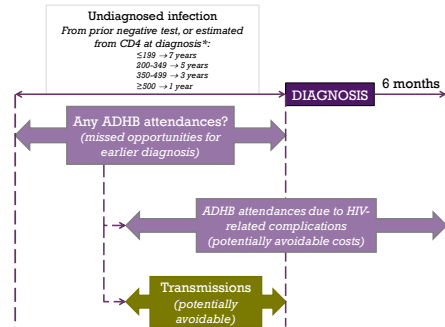 Undiagnosed infection
From prior negative test, or estimated
from CD4 at diagnosis*:
≤199 → 7 years
200-349 → 5 years
350-499 → 3 years
≥500 → 1 year
DIAGNOSIS
6 months
Any ADHB attendances?
(missed opportunities for
earlier diagnosis)
ADHB attendances due to HIV-
related complications
(potentially avoidable costs)
Transmissions
(potentially
avoidable)